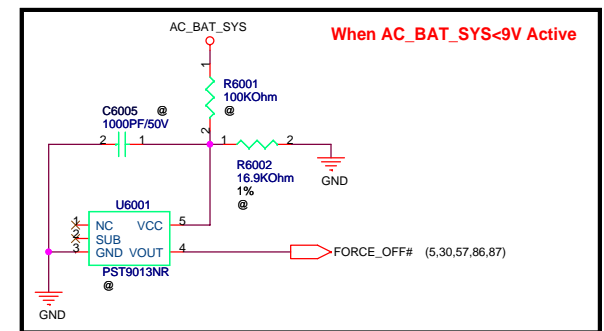 AC_BAT_SYS
When AC_BAT_SYS<9V Active
1
R6001
100KOhm
@
2
C6005 @
1000PF/50V
2 1
1 2
R6002
16.9KOhm
1%
@
GND
U6001
1 NC VCC 5
2 SUB
3 GND VOUT 4
PST9013NR
@
FORCE_OFF# (5,30,57,86,87)
GND